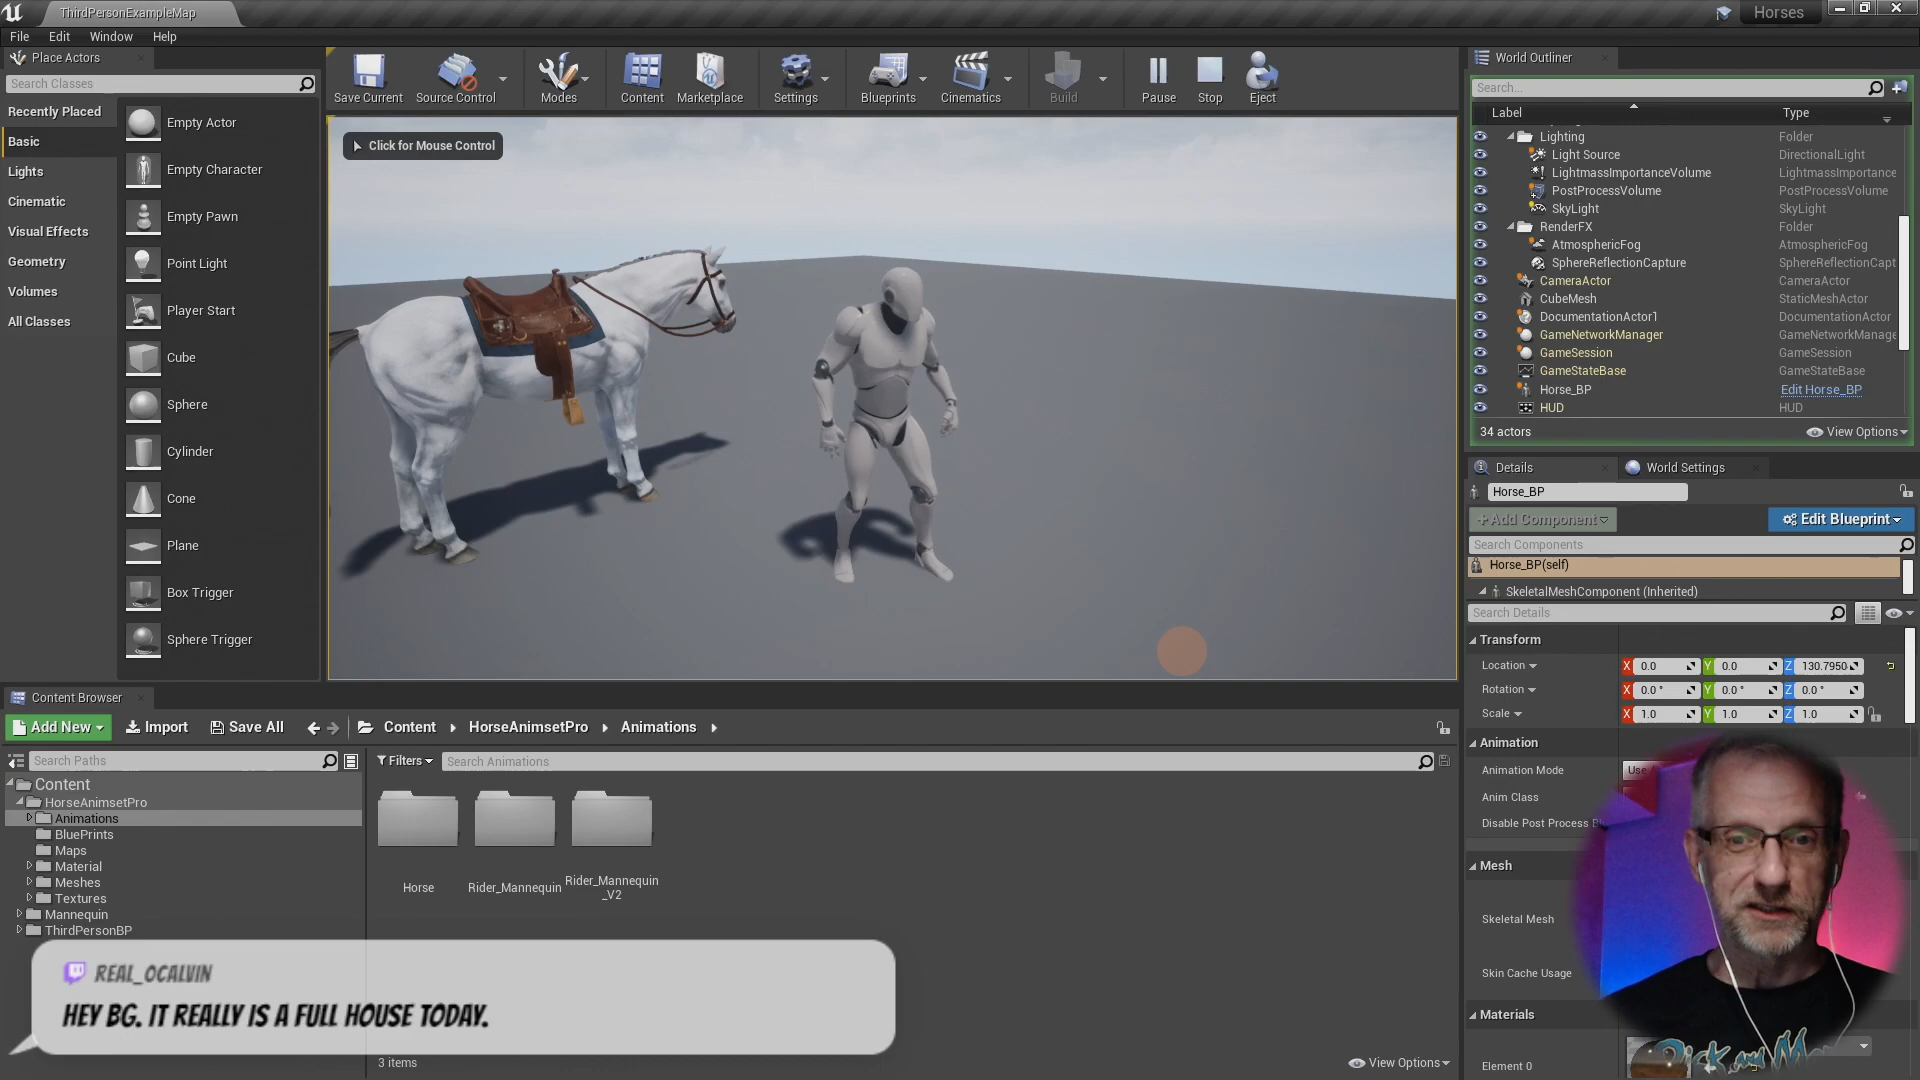 ThirdPersonExampleMap
Horses
File Edit Window Help
Place Actors
Search Classes
Recently Placed
Basic
Lights
Cinematic
Visual Effects
Geometry
Volumes
All Classes
Empty Actor
Empty Character
Empty Pawn
Point Light
Player Start
Cube
Sphere
Cylinder
Cone
Plane
Box Trigger
Sphere Trigger
Save Current Source Control Modes Content Marketplace Settings Blueprints Cinematics Build Pause Stop Eject
Click for Mouse Control
World Outliner
Search...
Label Type
Lighting Folder
Light Source DirectionalLight
LightmassImportanceVolume LightmassImportance
PostProcessVolume PostProcessVolume
SkyLight SkyLight
RenderFX Folder
AtmosphericFog AtmosphericFog
SphereReflectionCapture SphereReflectionCapt
CameraActor CameraActor
CubeMesh StaticMeshActor
DocumentationActor1 DocumentationActor
GameNetworkManager GameNetworkManage
GameSession GameSession
GameStateBase GameStateBase
Horse_BP Edit Horse_BP
HUD HUD
34 actors View Options
Details World Settings
Horse_BP
+Add Component Edit Blueprint
Search Components
Horse_BP(self)
SkeletalMeshComponent (Inherited)
Search Details
Transform
Location X 0.0 Y 0.0 Z 130.7950
Rotation X 0.0 ° Y 0.0 ° Z 0.0 °
Scale X 1.0 Y 1.0 Z 1.0
Animation
Animation Mode Use
Anim Class
Disable Post Process
Mesh
Skeletal Mesh
Skin Cache Usage
Materials
Element 0
Content Browser
Add New Import Save All Content HorseAnimsetPro Animations
Search Paths
Filters Search Animations
Content
HorseAnimsetPro
Animations
BluePrints
Maps
Material
Meshes
Textures
Mannequin
ThirdPersonBP
Horse
Rider_Mannequin
Rider_Mannequin
_V2
REAL_OCALVIN
HEY BG. IT REALLY IS A FULL HOUSE TODAY.
3 items View Options